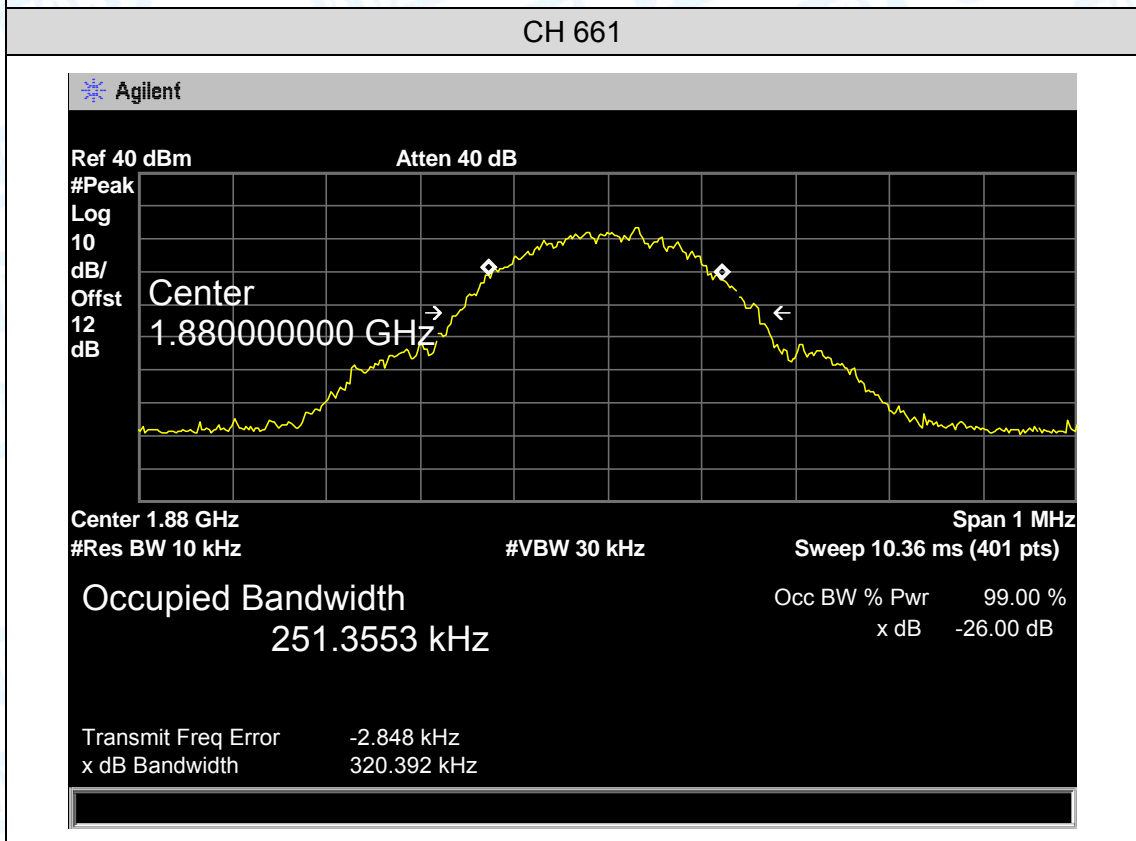 CH 661
Agilent
Ref 40 dBm Atten 40 dB
#Peak
Log
10
dB/
Offst
12
dB
Center
1.880000000 GHz
Center 1.88 GHz Span 1 MHz
#Res BW 10 kHz #VBW 30 kHz Sweep 10.36 ms (401 pts)
Occupied Bandwidth Occ BW % Pwr 99.00 %
251.3553 kHz x dB -26.00 dB
Transmit Freq Error -2.848 kHz
x dB Bandwidth 320.392 kHz